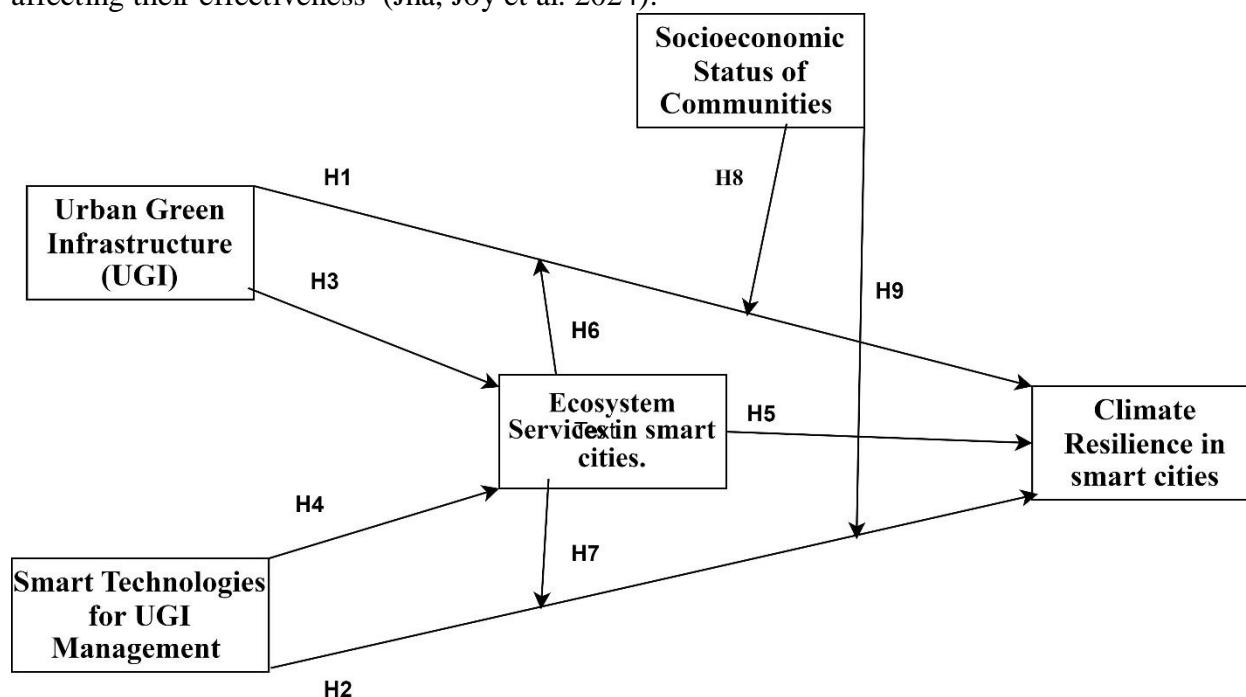 affecting their effectiveness (Jha, Joy et al. 2024).
Socioeconomic
Status of
Communities
H1
H8
Urban Green
Infrastructure
(UGI)
H3
H9
H6
Ecosystem
Services in smart
cities.
Text
H5
Climate
Resilience in
smart cities
H4
H7
Smart Technologies
for UGI
Management
H2